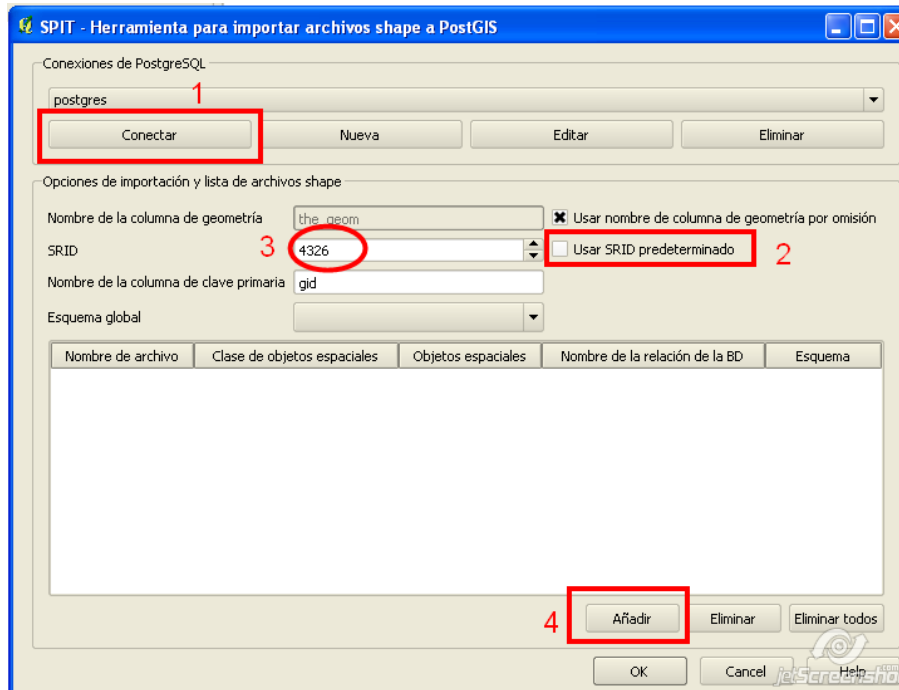 SPIT - Herramienta para importar archivos shape a PostGIS
Conexiones de PostgreSQL
1
postgres
Conectar Nueva Editar Eliminar
Opciones de importación y lista de archivos shape
Nombre de la columna de geometría the_geom Usar nombre de columna de geometría por omisión
SRID 3 4326 Usar SRID predeterminado 2
Nombre de la columna de clave primaria gid
Esquema global
Nombre de archivo Clase de objetos espaciales Objetos espaciales Nombre de la relación de la BD Esquema
4 Añadir Eliminar Eliminar todos
OK Cancel Help